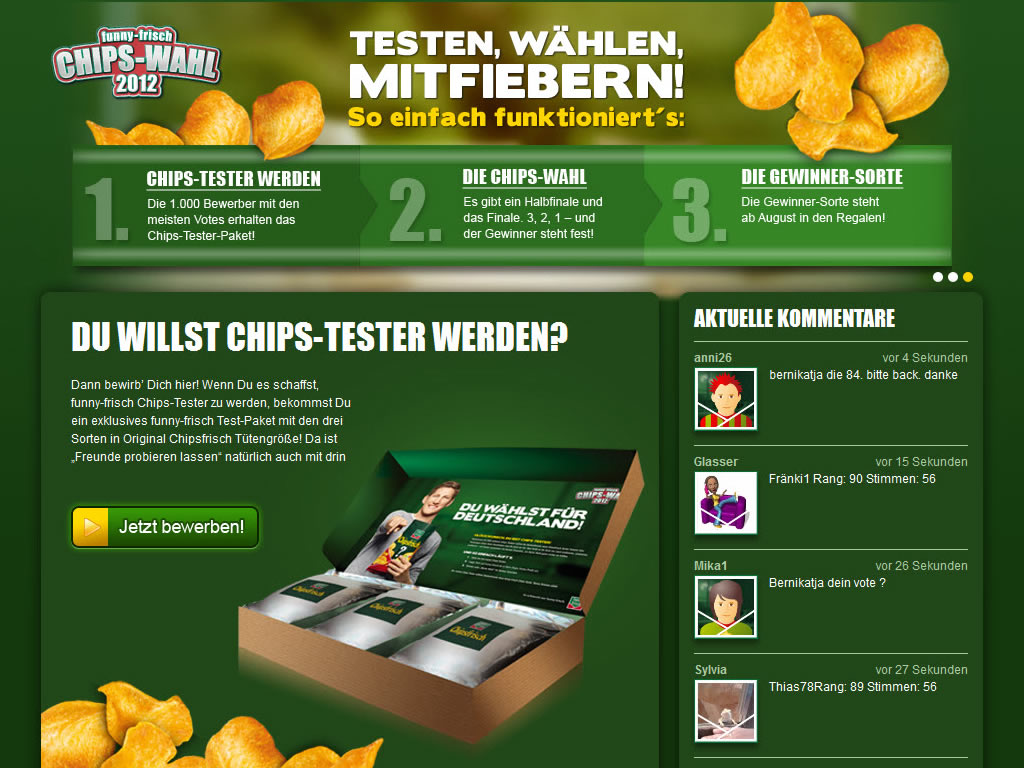 funny-frisch
CHIPS-WAHL
2012
TESTEN, WÄHLEN,
MITFIEBERN!
So einfach funktioniert´s:
1.
CHIPS-TESTER WERDEN
Die 1.000 Bewerber mit den
meisten Votes erhalten das
Chips-Tester-Paket!
2.
DIE CHIPS-WAHL
Es gibt ein Halbfinale und
das Finale. 3, 2, 1 – und
der Gewinner steht fest!
3.
DIE GEWINNER-SORTE
Die Gewinner-Sorte steht
ab August in den Regalen!
DU WILLST CHIPS-TESTER WERDEN?
Dann bewirb’ Dich hier! Wenn Du es schaffst,
funny-frisch Chips-Tester zu werden, bekommst Du
ein exklusives funny-frisch Test-Paket mit den drei
Sorten in Original Chipsfrisch Tütengröße! Da ist
„Freunde probieren lassen“ natürlich auch mit drin
Jetzt bewerben!
CHIPS-WA
2012
DU WÄHLST FÜR
DEUTSCHLAND!
Chipsfrisch
?
Chipsfrisch
Chipsfrisch
Chipsfrisch
AKTUELLE KOMMENTARE
anni26 vor 4 Sekunden
bernikatja die 84. bitte back. danke
Glasser vor 15 Sekunden
Fränki1 Rang: 90 Stimmen: 56
Mika1 vor 26 Sekunden
Bernikatja dein vote ?
Sylvia vor 27 Sekunden
Thias78Rang: 89 Stimmen: 56